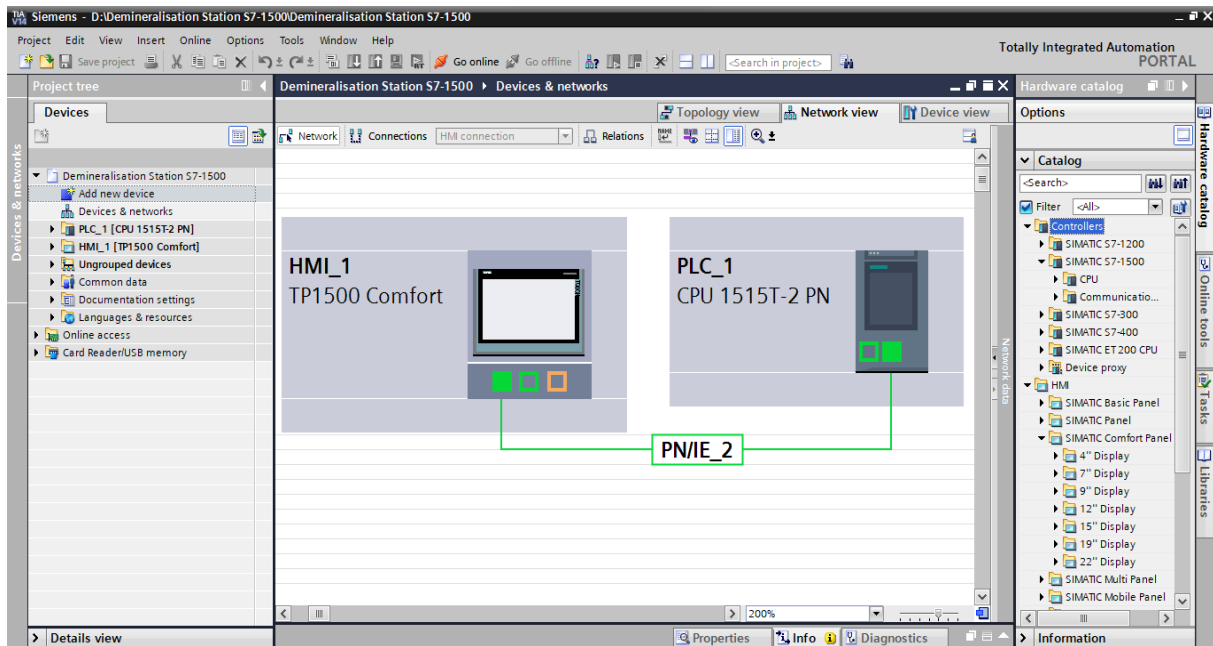 TIA V14 Siemens - D:\Demineralisation Station S7-1500\Demineralisation Station S7-1500
Project Edit View Insert Online Options Tools Window Help
Totally Integrated Automation
PORTAL
Save project Go online Go offline <Search in project>
Project tree
Demineralisation Station S7-1500 Devices & networks
Hardware catalog
Devices
Topology view Network view Device view
Options
Network Connections HMI connection Relations
Devices & networks
Demineralisation Station S7-1500
Add new device
Devices & networks
PLC_1 [CPU 1515T-2 PN]
HMI_1 [TP1500 Comfort]
Ungrouped devices
Common data
Documentation settings
Languages & resources
Online access
Card Reader/USB memory
Details view
HMI_1
TP1500 Comfort
PLC_1
CPU 1515T-2 PN
PN/IE_2
200%
Network data
Properties Info Diagnostics
Catalog
<Search>
Filter <All>
Controllers
SIMATIC S7-1200
SIMATIC S7-1500
CPU
Communicatio...
SIMATIC S7-300
SIMATIC S7-400
SIMATIC ET 200 CPU
Device proxy
HMI
SIMATIC Basic Panel
SIMATIC Panel
SIMATIC Comfort Panel
4" Display
7" Display
9" Display
12" Display
15" Display
19" Display
22" Display
SIMATIC Multi Panel
SIMATIC Mobile Panel
Information
Hardware catalog
Online tools
Tasks
Libraries